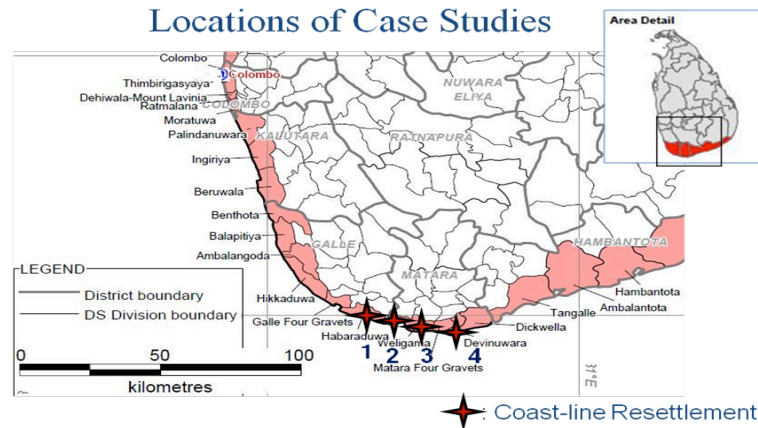 Locations of Case Studies
Area Detail
Colombo
Colombo
Thimbirigasyaya
Dehiwala-Mount Lavinia
Ratmalana
COLOMBO
Moratuwa
Palindanuwara
KALUTARA
NUWARA
ELIYA
RATNAPURA
Ingiriya
Beruwala
Benthota
Balapitiya
GALLE
HAMBANTOTA
Ambalangoda
MATARA
LEGEND
District boundary
DS Division boundary
Hikkaduwa
Hambantota
Ambalantota
Tangalle
Galle Four Gravets
Dickwella
Habaraduwa
Weligama
Devinuwara
1 2 3 4
Matara Four Gravets
0 50 100
kilometres
81°E
: Coast-line Resettlement